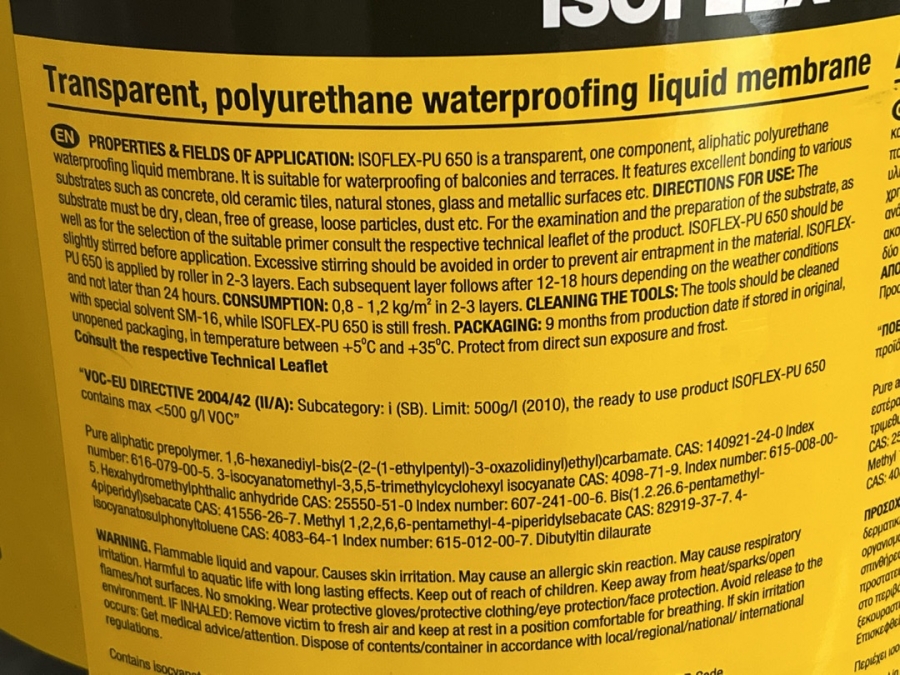 ISOFLEX
Transparent, polyurethane waterproofing liquid membrane
EN PROPERTIES & FIELDS OF APPLICATION: ISOFLEX-PU 650 is a transparent, one component, aliphatic polyurethane
waterproofing liquid membrane. It is suitable for waterproofing of balconies and terraces. It features excellent bonding to various
substrates such as concrete, old ceramic tiles, natural stones, glass and metallic surfaces etc. DIRECTIONS FOR USE: The
substrate must be dry, clean, free of grease, loose particles, dust etc. For the examination and the preparation of the substrate, as
well as for the selection of the suitable primer consult the respective technical leaflet of the product. ISOFLEX-PU 650 should be
slightly stirred before application. Excessive stirring should be avoided in order to prevent air entrapment in the material. ISOFLEX-
PU 650 is applied by roller in 2-3 layers. Each subsequent layer follows after 12-18 hours depending on the weather conditions
and not later than 24 hours. CONSUMPTION: 0,8 - 1,2 kg/m² in 2-3 layers. CLEANING THE TOOLS: The tools should be cleaned
with special solvent SM-16, while ISOFLEX-PU 650 is still fresh. PACKAGING: 9 months from production date if stored in original,
unopened packaging, in temperature between +5°C and +35°C. Protect from direct sun exposure and frost.
Consult the respective Technical Leaflet
"VOC-EU DIRECTIVE 2004/42 (II/A): Subcategory: i (SB). Limit: 500g/l (2010), the ready to use product ISOFLEX-PU 650
contains max <500 g/l VOC"
Pure aliphatic prepolymer. 1,6-hexanediyl-bis(2-(2-(1-ethylpentyl)-3-oxazolidinyl)ethyl)carbamate. CAS: 140921-24-0 Index
number: 616-079-00-5. 3-isocyanatomethyl-3,5,5-trimethylcyclohexyl isocyanate CAS: 4098-71-9. Index number: 615-008-00-
5. Hexahydromethylphthalic anhydride CAS: 25550-51-0 Index number: 607-241-00-6. Bis(1.2.26.6-pentamethyl-
4piperidyl)sebacate CAS: 41556-26-7. Methyl 1,2,2,6,6-pentamethyl-4-piperidylsebacate CAS: 82919-37-7. 4-
isocyanatosulphonyltoluene CAS: 4083-64-1 Index number: 615-012-00-7. Dibutyltin dilaurate
WARNING. Flammable liquid and vapour. Causes skin irritation. May cause an allergic skin reaction. May cause respiratory
irritation. Harmful to aquatic life with long lasting effects. Keep out of reach of children. Keep away from heat/sparks/open
flames/hot surfaces. No smoking. Wear protective gloves/protective clothing/eye protection/face protection. Avoid release to the
environment. IF INHALED: Remove victim to fresh air and keep at rest in a position comfortable for breathing. If skin irritation
occurs: Get medical advice/attention. Dispose of contents/container in accordance with local/regional/national/ international
regulations.
Contains